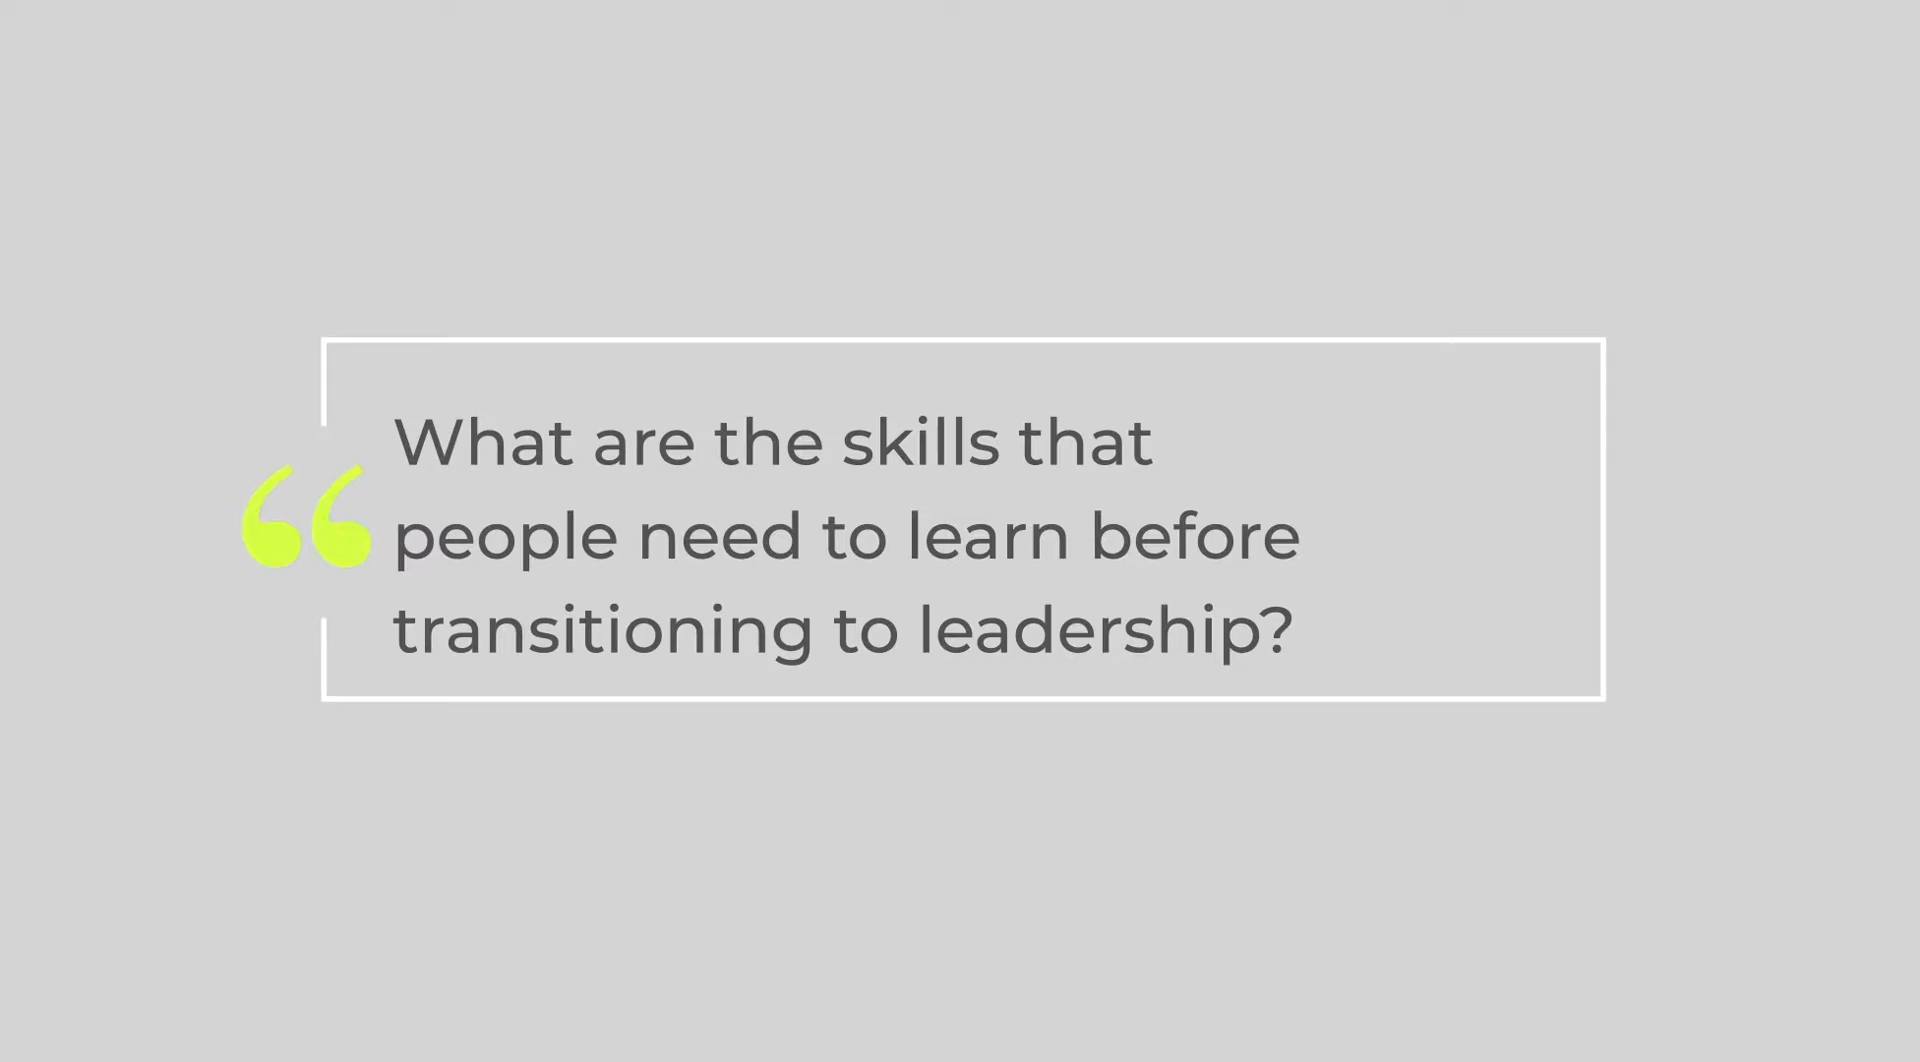 “
What are the skills that
people need to learn before
transitioning to leadership?